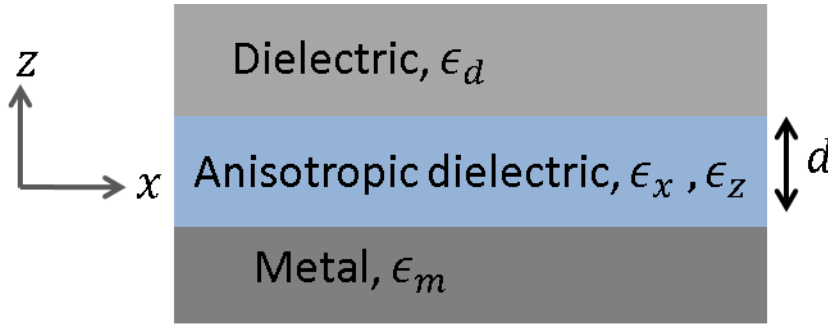 z
Dielectric, ϵ_d
Anisotropic dielectric, ϵ_x , ϵ_z
x
d
Metal, ϵ_m